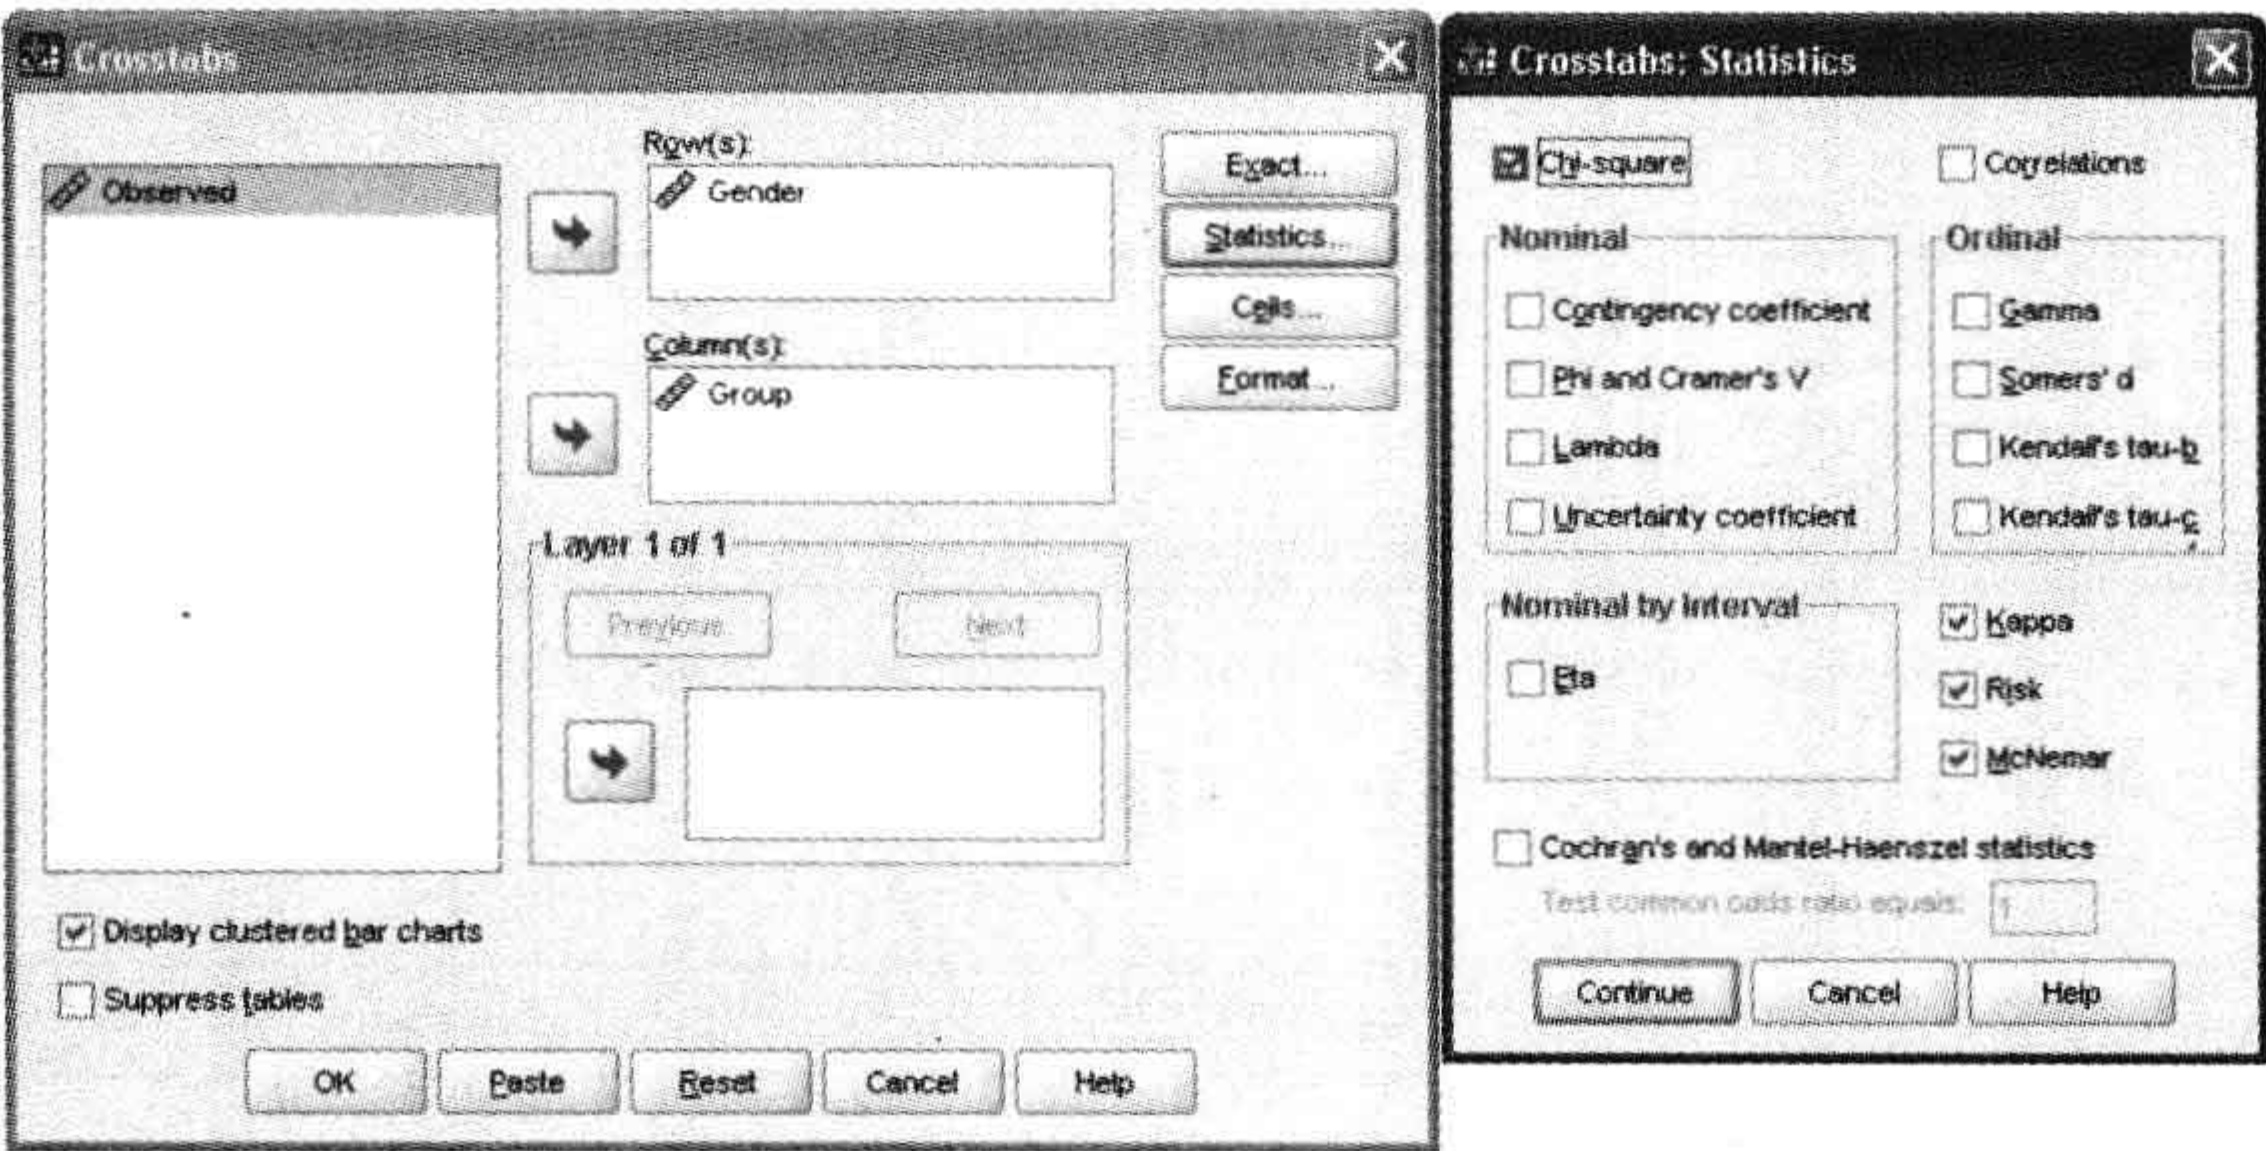 Crosstabs
Observed
Row(s):
Gender
Column(s):
Group
Layer 1 of 1
Previous
Next
Exact...
Statistics...
Cells...
Format...
Display clustered bar charts
Suppress tables
OK
Paste
Reset
Cancel
Help
Crosstabs: Statistics
Chi-square
Correlations
Nominal
Contingency coefficient
Phi and Cramer's V
Lambda
Uncertainty coefficient
Ordinal
Gamma
Somers' d
Kendall's tau-b
Kendall's tau-c
Nominal by Interval
Eta
Kappa
Risk
McNemar
Cochran's and Mantel-Haenszel statistics
Test common odds ratio equals: 1
Continue
Cancel
Help